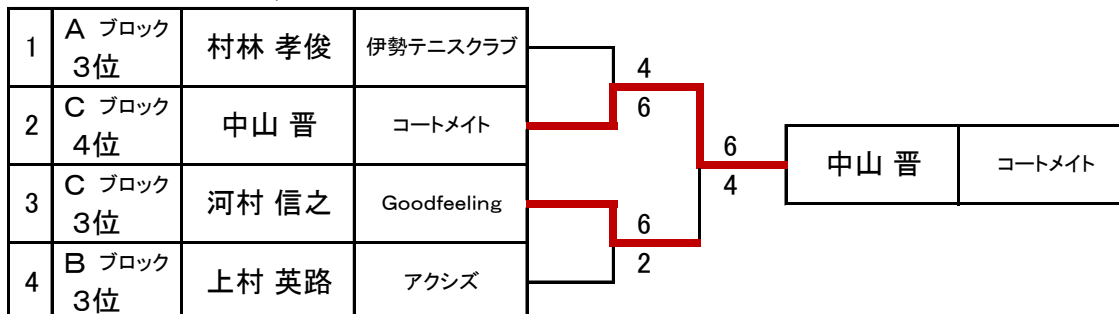 1 A ブロック 3位 村林 孝俊 伊勢テニスクラブ
4
6
2 C ブロック 4位 中山 晋 コートメイト
6
4
中山 晋 コートメイト
3 C ブロック 3位 河村 信之 Goodfeeling
6
2
4 B ブロック 3位 上村 英路 アクシズ